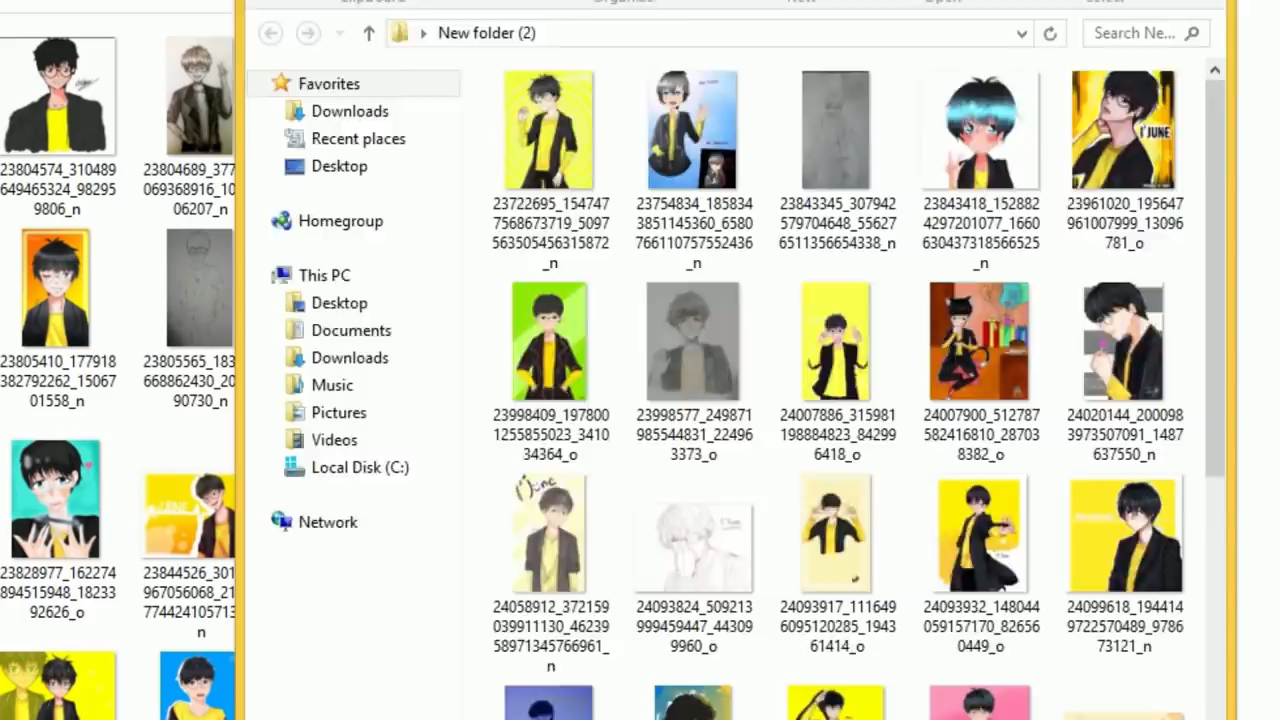 New folder (2)
Search Ne...
Favorites
Downloads
Recent places
Desktop
Homegroup
This PC
Desktop
Documents
Downloads
Music
Pictures
Videos
Local Disk (C:)
Network
23804574_310489
649465324_98295
9806_n
23804689_377
069368916_10
06207_n
23805410_177918
382792262_15067
01558_n
23805565_183
668862430_20
90730_n
23828977_162274
894515948_18233
92626_o
23844526_301
967056068_21
774424105713
n
23722695_154747
7568673719_5097
563505456315872
_n
23754834_185834
3851145360_6580
766110757552436
_n
23843345_307942
579704648_55627
6511356654338_n
23843418_152882
4297201077_1660
630437318566525
_n
I'JUNE
23961020_195647
961007999_13096
781_o
23998409_197800
1255855023_3410
34364_o
23998577_249871
985544831_22496
3373_o
24007886_315981
198884823_84299
6418_o
24007900_512787
582416810_28703
8382_o
24020144_200098
3973507091_1487
637550_n
24058912_372159
039911130_46239
58971345766961_
n
24093824_509213
999459447_44309
9960_o
24093917_111649
6095120285_1943
61414_o
24093932_148044
059157170_82656
0449_o
24099618_194414
9722570489_9786
73121_n